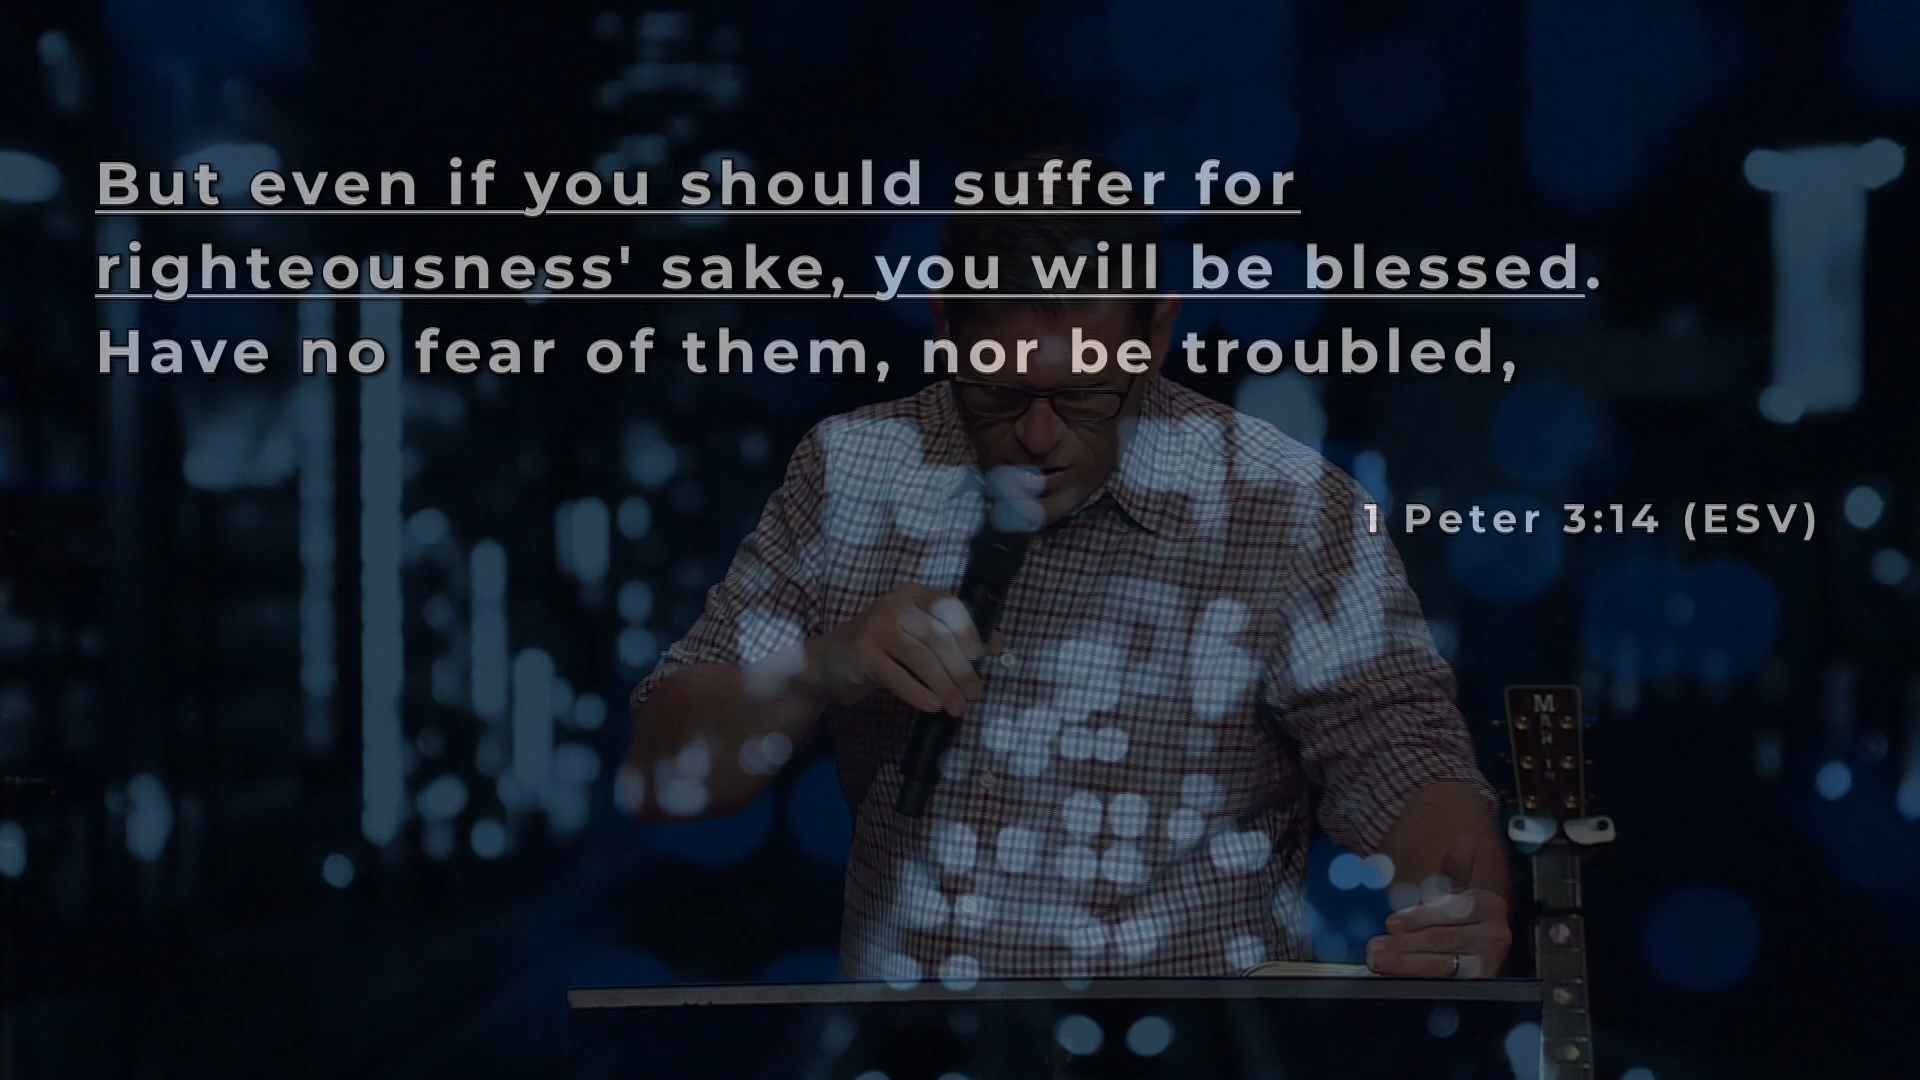 But even if you should suffer for
righteousness' sake, you will be blessed.
Have no fear of them, nor be troubled,
1 Peter 3:14 (ESV)
MARTIN